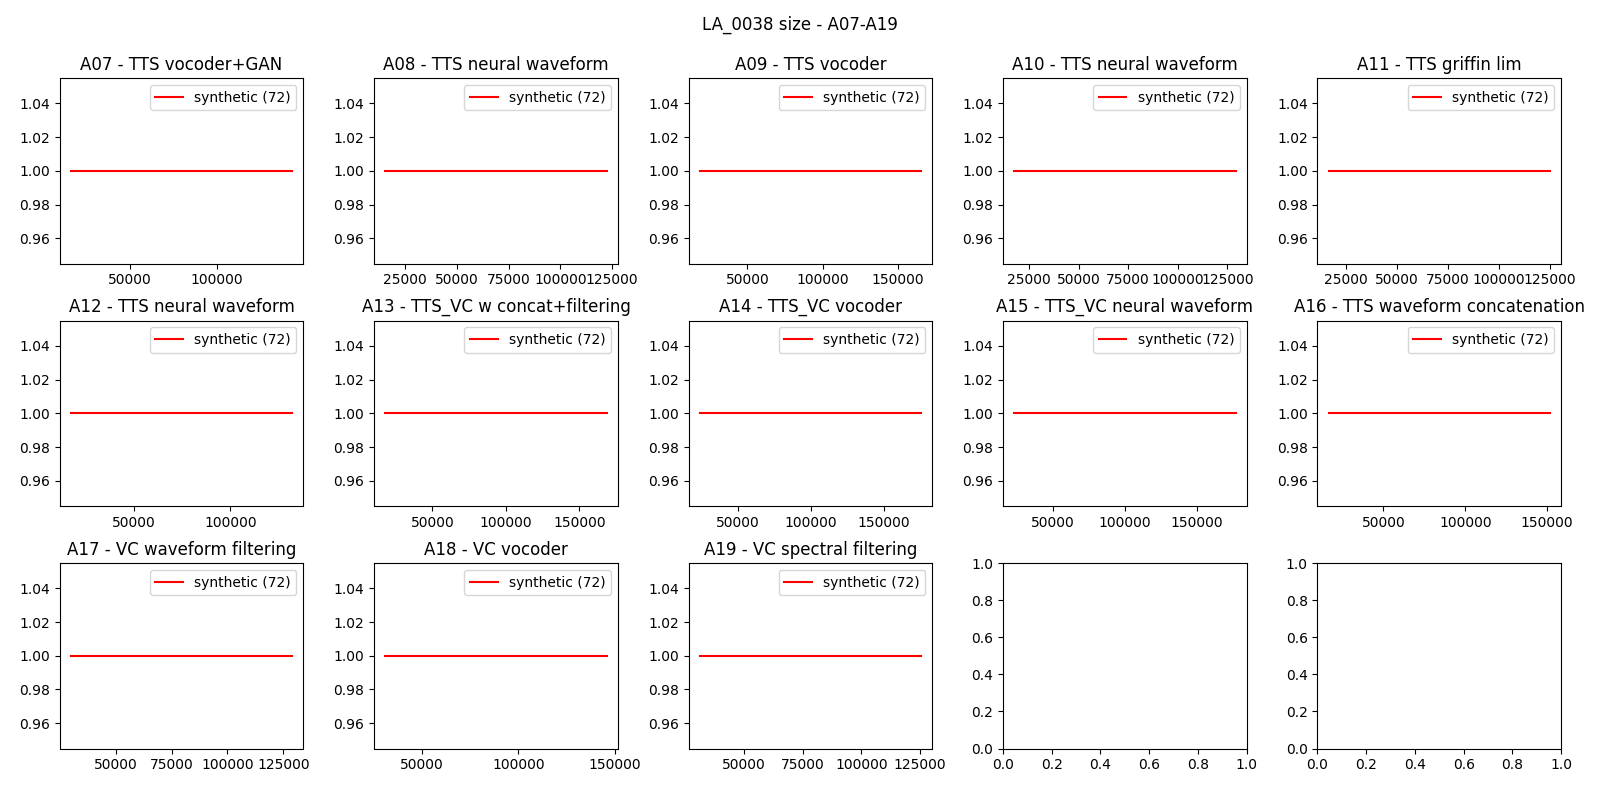 LA_0038 size - A07-A19
A07 - TTS vocoder+GAN
A08 - TTS neural waveform
A09 - TTS vocoder
A10 - TTS neural waveform
A11 - TTS griffin lim
synthetic (72)
synthetic (72)
synthetic (72)
synthetic (72)
synthetic (72)
1.04 1.04 1.04 1.04 1.04
1.02 1.02 1.02 1.02 1.02
1.00 1.00 1.00 1.00 1.00
0.98 0.98 0.98 0.98 0.98
0.96 0.96 0.96 0.96 0.96
50000 100000
25000 50000 75000 100000 125000
50000 100000 150000
25000 50000 75000 100000 125000
25000 50000 75000 100000 125000
A12 - TTS neural waveform
A13 - TTS_VC w concat+filtering
A14 - TTS_VC vocoder
A15 - TTS_VC neural waveform
A16 - TTS waveform concatenation
synthetic (72)
synthetic (72)
synthetic (72)
synthetic (72)
synthetic (72)
1.04 1.04 1.04 1.04 1.04
1.02 1.02 1.02 1.02 1.02
1.00 1.00 1.00 1.00 1.00
0.98 0.98 0.98 0.98 0.98
0.96 0.96 0.96 0.96 0.96
50000 100000
50000 100000 150000
50000 100000 150000
50000 100000 150000
50000 100000 150000
A17 - VC waveform filtering
A18 - VC vocoder
A19 - VC spectral filtering
synthetic (72)
synthetic (72)
synthetic (72)
1.04 1.04 1.04
1.02 1.02 1.02
1.00 1.00 1.00
0.98 0.98 0.98
0.96 0.96 0.96
50000 75000 100000 125000
50000 100000 150000
50000 75000 100000 125000
1.0 1.0
0.8 0.8
0.6 0.6
0.4 0.4
0.2 0.2
0.0 0.0
0.0 0.2 0.4 0.6 0.8 1.0
0.0 0.2 0.4 0.6 0.8 1.0